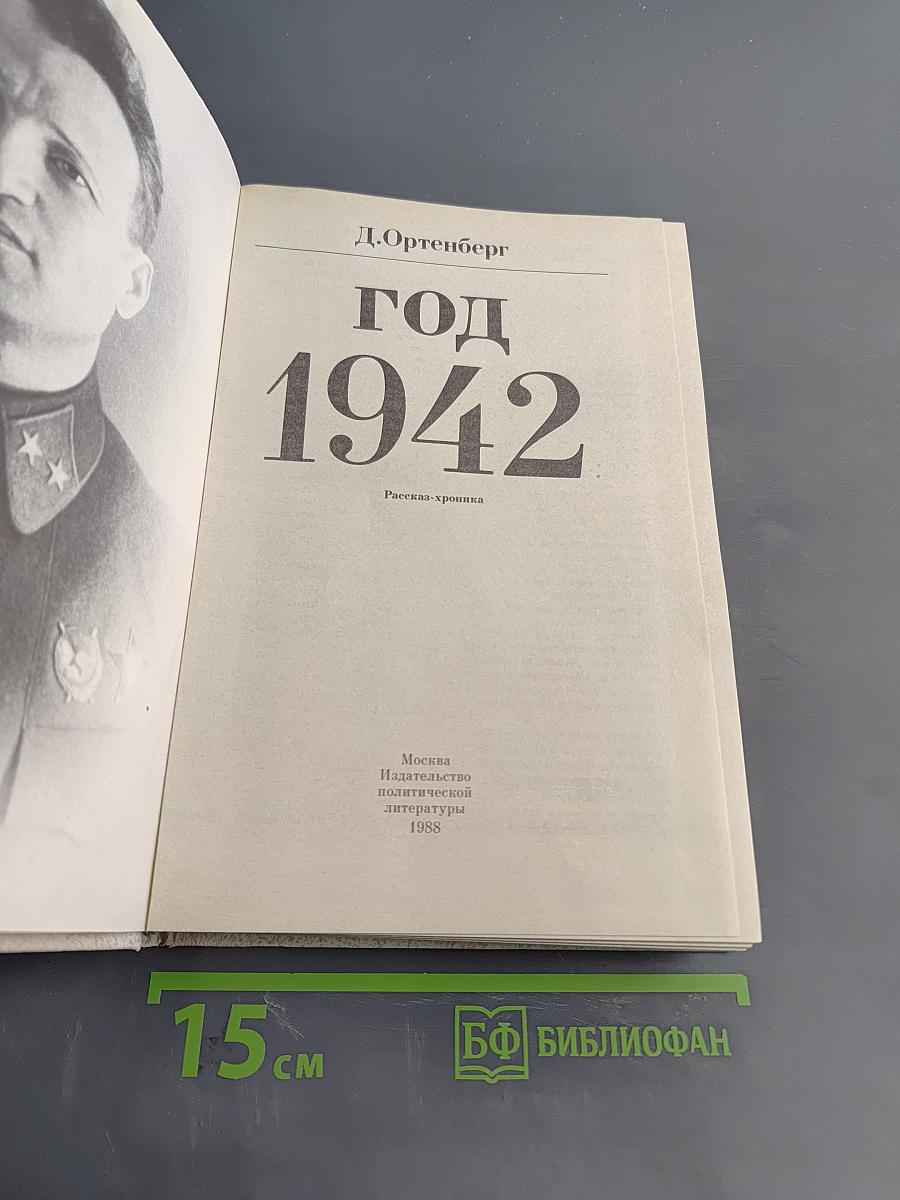 Д.Ортенберг
год
1942
Рассказ-хроника
Москва
Издательство
политической
литературы
1988
15 см
БФ БИБЛИОФАН